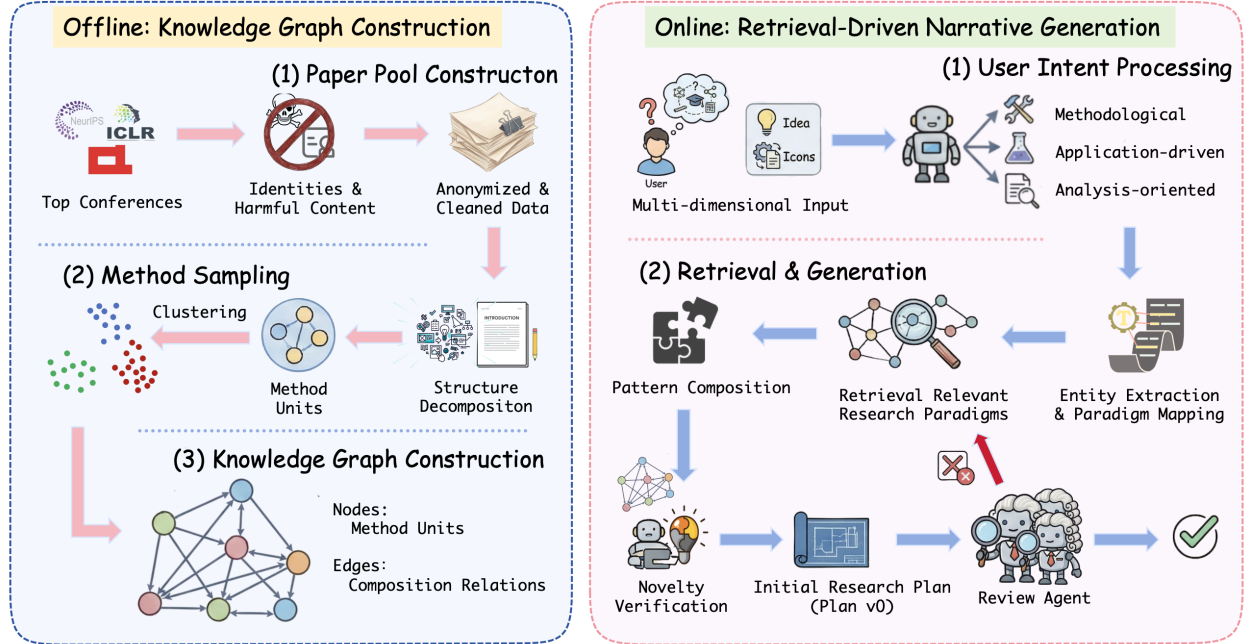 Offline: Knowledge Graph Construction
(1) Paper Pool Constructon
NeurIPS
ICLR
Top Conferences
Identities &
Harmful Content
Anonymized &
Cleaned Data
(2) Method Sampling
Clustering
Method
Units
INTRODUCTION
Structure
Decompositon
(3) Knowledge Graph Construction
Nodes:
Method Units
Edges:
Composition Relations
Online: Retrieval-Driven Narrative Generation
(1) User Intent Processing
User
Idea
Icons
Multi-dimensional Input
Methodological
Application-driven
Analysis-oriented
(2) Retrieval & Generation
Pattern Composition
Retrieval Relevant
Research Paradigms
T
Entity Extraction
& Paradigm Mapping
Novelty
Verification
Initial Research Plan
(Plan v0)
Review Agent